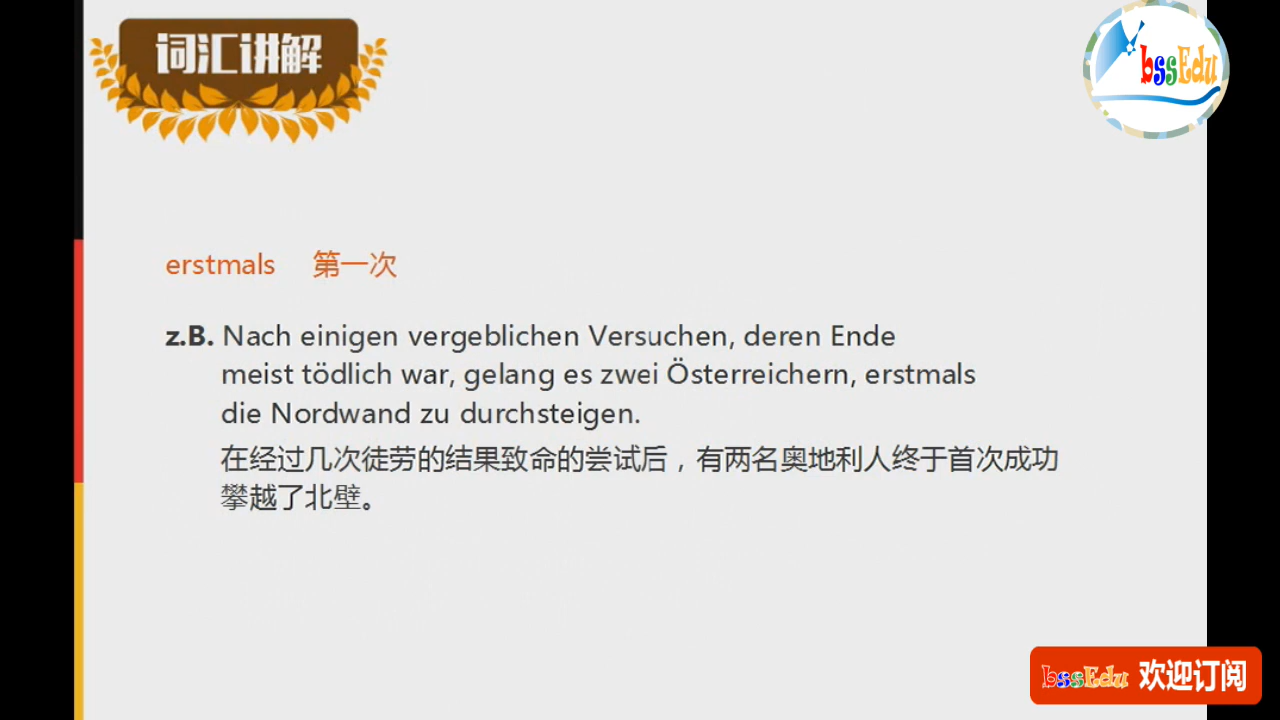 词汇讲解
bssEdu
erstmals 第一次
z.B. Nach einigen vergeblichen Versuchen, deren Ende
meist tödlich war, gelang es zwei Österreichern, erstmals
die Nordwand zu durchsteigen.
在经过几次徒劳的结果致命的尝试后，有两名奥地利人终于首次成功
攀越了北壁。
bssEdu 欢迎订阅